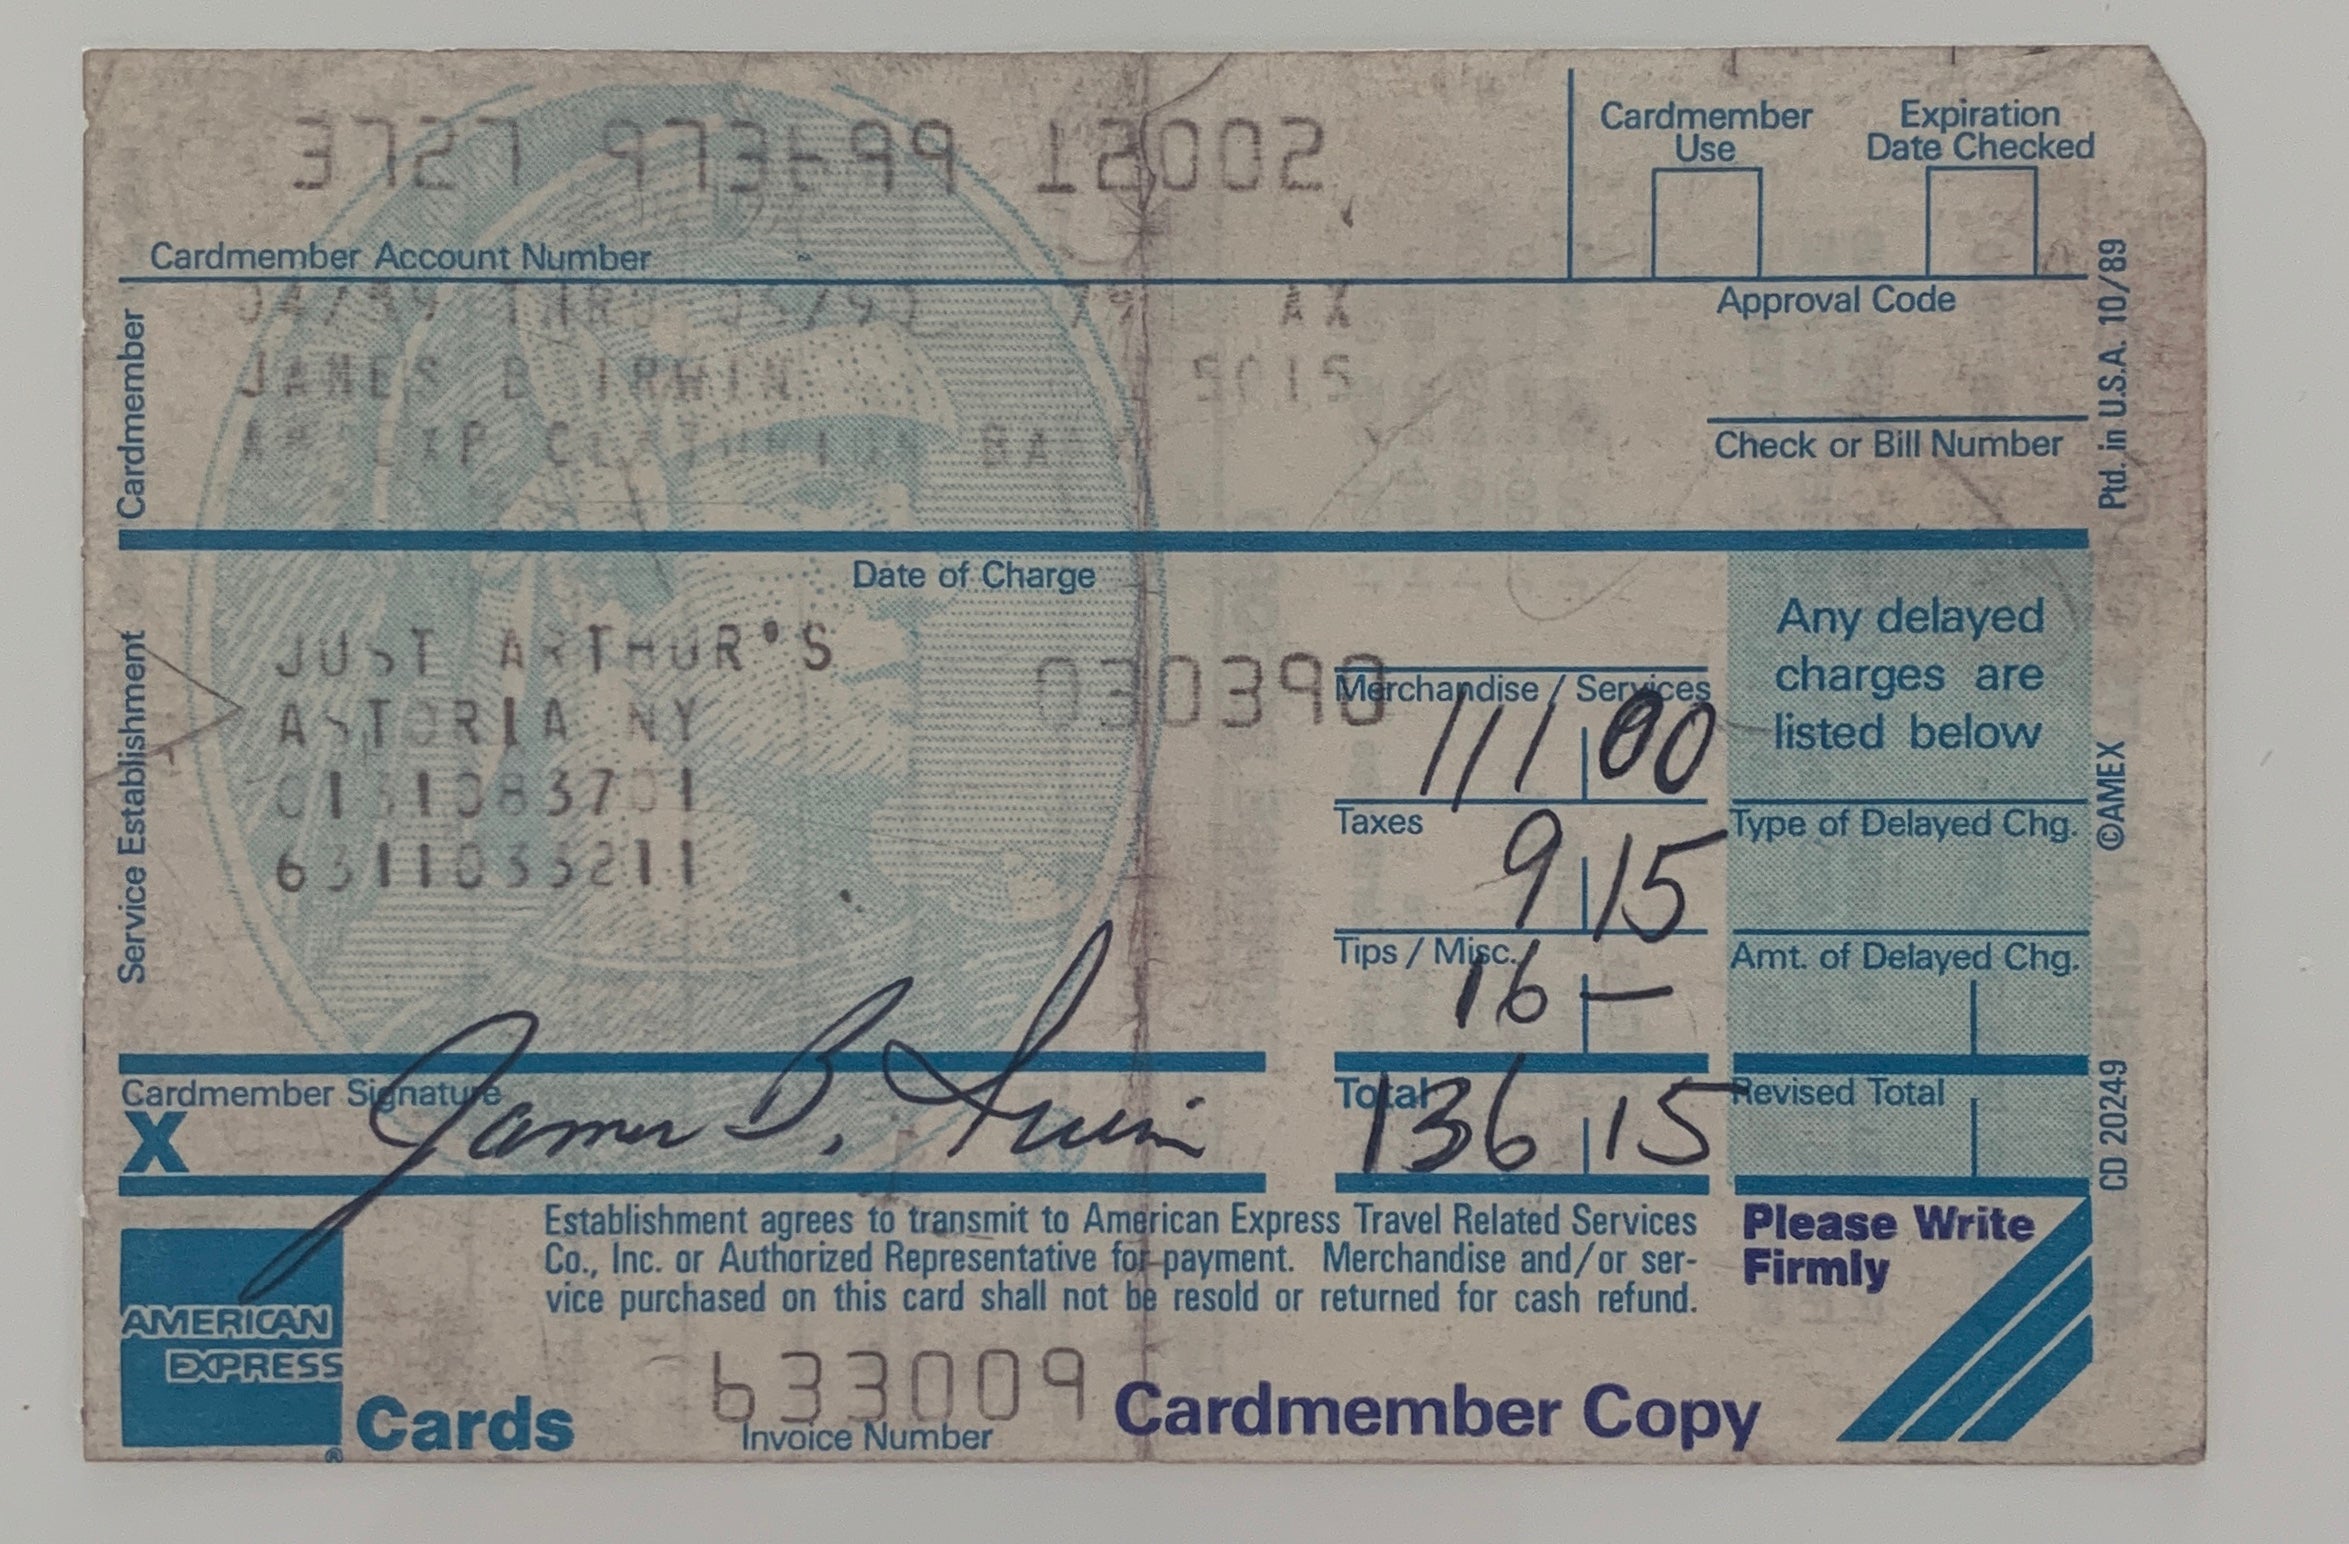 3727 12002
Cardmember Use
Expiration Date Checked
Cardmember Account Number
AX
Approval Code
Cardmember
JAMES B IRWIN 5015
Check or Bill Number
Ptd. in U.S.A. 10/89
Date of Charge
Any delayed
charges are
listed below
Service Establishment
JUST ARTHUR'S
030390
Merchandise / Services
111 00
ASTORIA NY
Taxes
9 15
Type of Delayed Chg.
©AMEX
Tips / Misc.
16 —
Amt. of Delayed Chg.
Cardmember Signature
X James B. Irwin
Total
136 15
Revised Total
CD 20249
Establishment agrees to transmit to American Express Travel Related Services
Co., Inc. or Authorized Representative for payment. Merchandise and/or ser-
vice purchased on this card shall not be resold or returned for cash refund.
Please Write
Firmly
AMERICAN
EXPRESS
®
Cards
633009
Invoice Number
Cardmember Copy